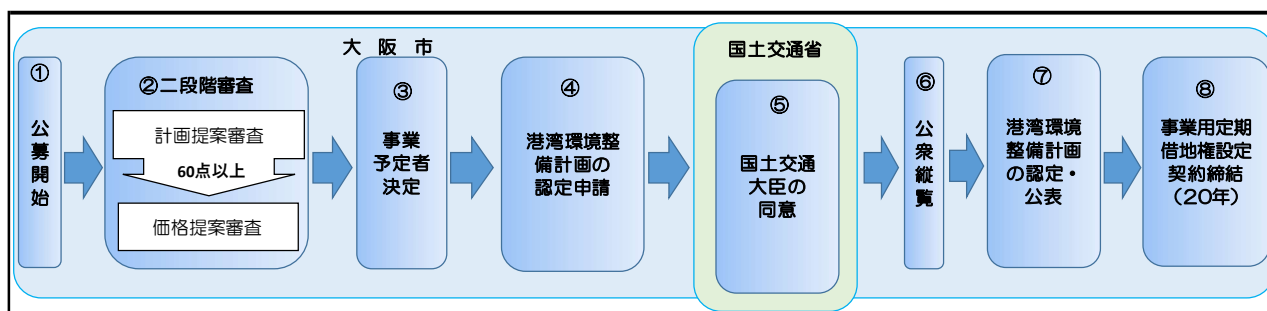 大 阪 市
国土交通省
①
公
募
開
始
②二段階審査
計画提案審査
60点以上
価格提案審査
③
事業
予定者
決定
④
港湾環境整
備計画の
認定申請
⑤
国土交通
大臣の
同意
⑥
公
衆
縦
覧
⑦
港湾環境
整備計画
の認定・
公表
⑧
事業用定期
借地権設定
契約締結
(20年)